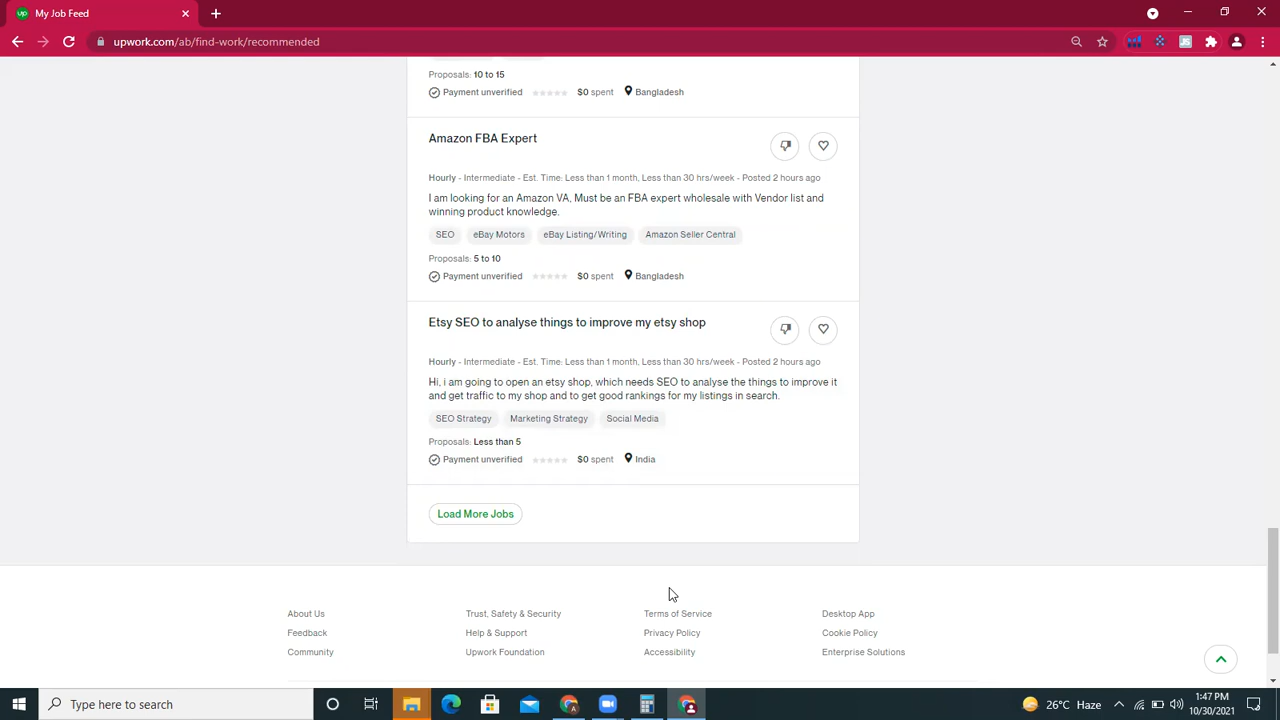 My Job Feed
upwork.com/ab/find-work/recommended
Proposals: 10 to 15
Payment unverified $0 spent Bangladesh
Amazon FBA Expert
Hourly - Intermediate - Est. Time: Less than 1 month, Less than 30 hrs/week - Posted 2 hours ago
I am looking for an Amazon VA, Must be an FBA expert wholesale with Vendor list and
winning product knowledge.
SEO eBay Motors eBay Listing/Writing Amazon Seller Central
Proposals: 5 to 10
Payment unverified $0 spent Bangladesh
Etsy SEO to analyse things to improve my etsy shop
Hourly - Intermediate - Est. Time: Less than 1 month, Less than 30 hrs/week - Posted 2 hours ago
Hi, i am going to open an etsy shop, which needs SEO to analyse the things to improve it
and get traffic to my shop and to get good rankings for my listings in search.
SEO Strategy Marketing Strategy Social Media
Proposals: Less than 5
Payment unverified $0 spent India
Load More Jobs
About Us Trust, Safety & Security Terms of Service Desktop App
Feedback Help & Support Privacy Policy Cookie Policy
Community Upwork Foundation Accessibility Enterprise Solutions
Type here to search
26°C Haze
1:47 PM
10/30/2021